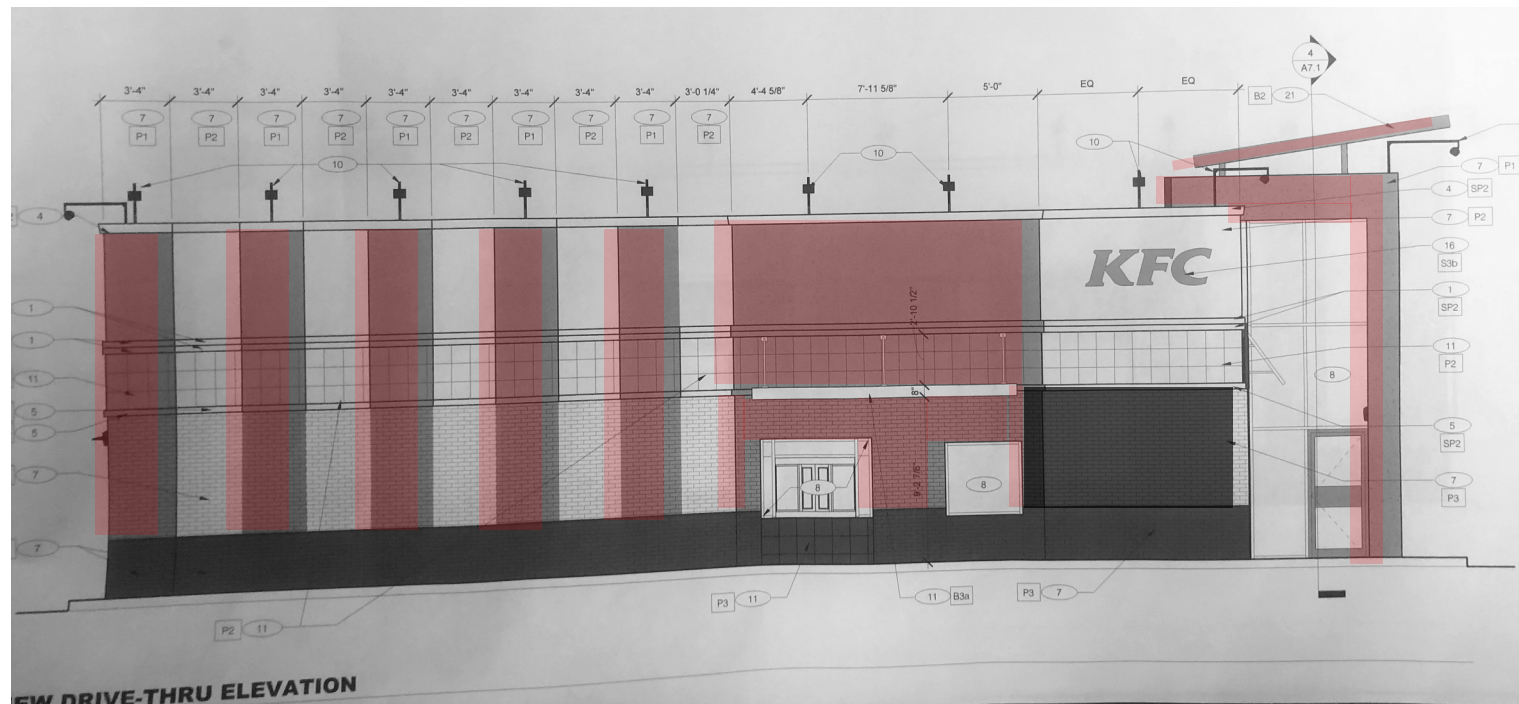 4
A7.1
3'-4" 3'-4" 3'-4" 3'-4" 3'-4" 3'-4" 3'-4" 3'-4" 3'-4" 3'-0 1/4" 4'-4 5/8" 7'-11 5/8" 5'-0" EQ EQ
B2 21
7 7 7 7 7 7 7 7 7 7
P1 P2 P1 P2 P1 P2 P1 P2 P1 P2
10 10 10
7 P1
4 SP2
4
7 P2
KFC
16
S3b
1
SP2
2'-10 1/2"
1
1
11
P2
11
8
8"
5
5
5
SP2
7
7
P3
9'-2 7/8"
8
8
7
P3 11
11 B3a
P3 7
P2 11
EW DRIVE-THRU ELEVATION